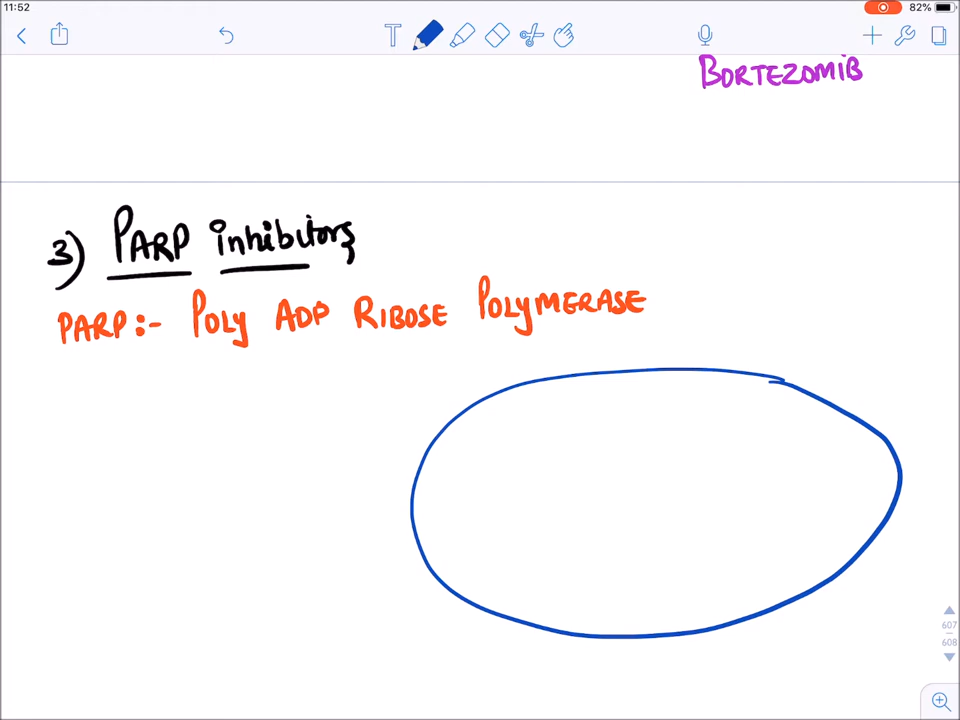 11:52
82%
BORTEZOMIB
3) PARP inhibitors
PARP:- POLY ADP RIBOSE POLYMERASE
607
608